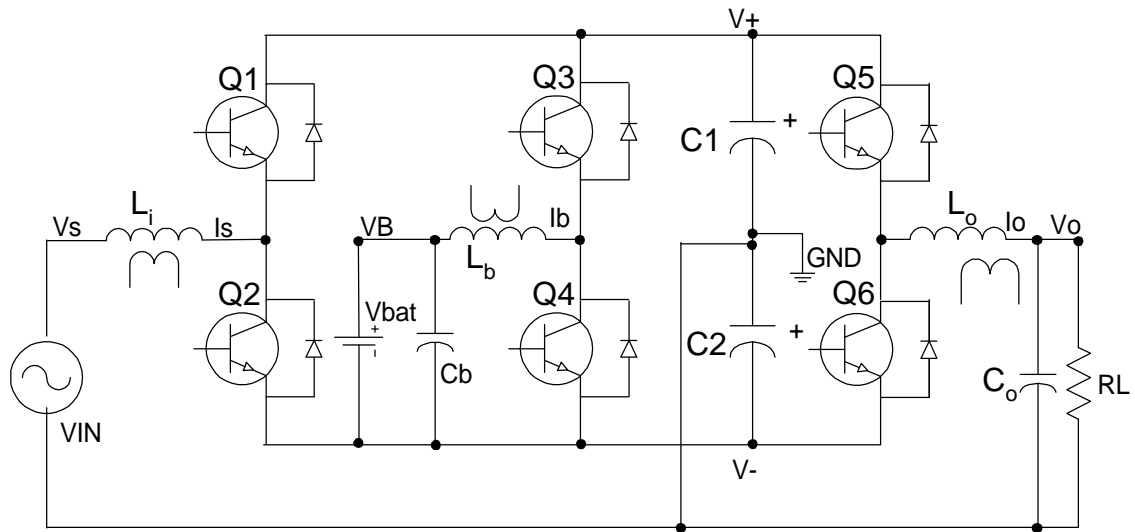 V+
Q1
Q3
Q5
C1
+
Li
Lb
Lo
Vs
Is
VB
Ib
Io
Vo
GND
Q2
Q4
Q6
Vbat
+
-
Cb
C2
+
Co
RL
VIN
V-